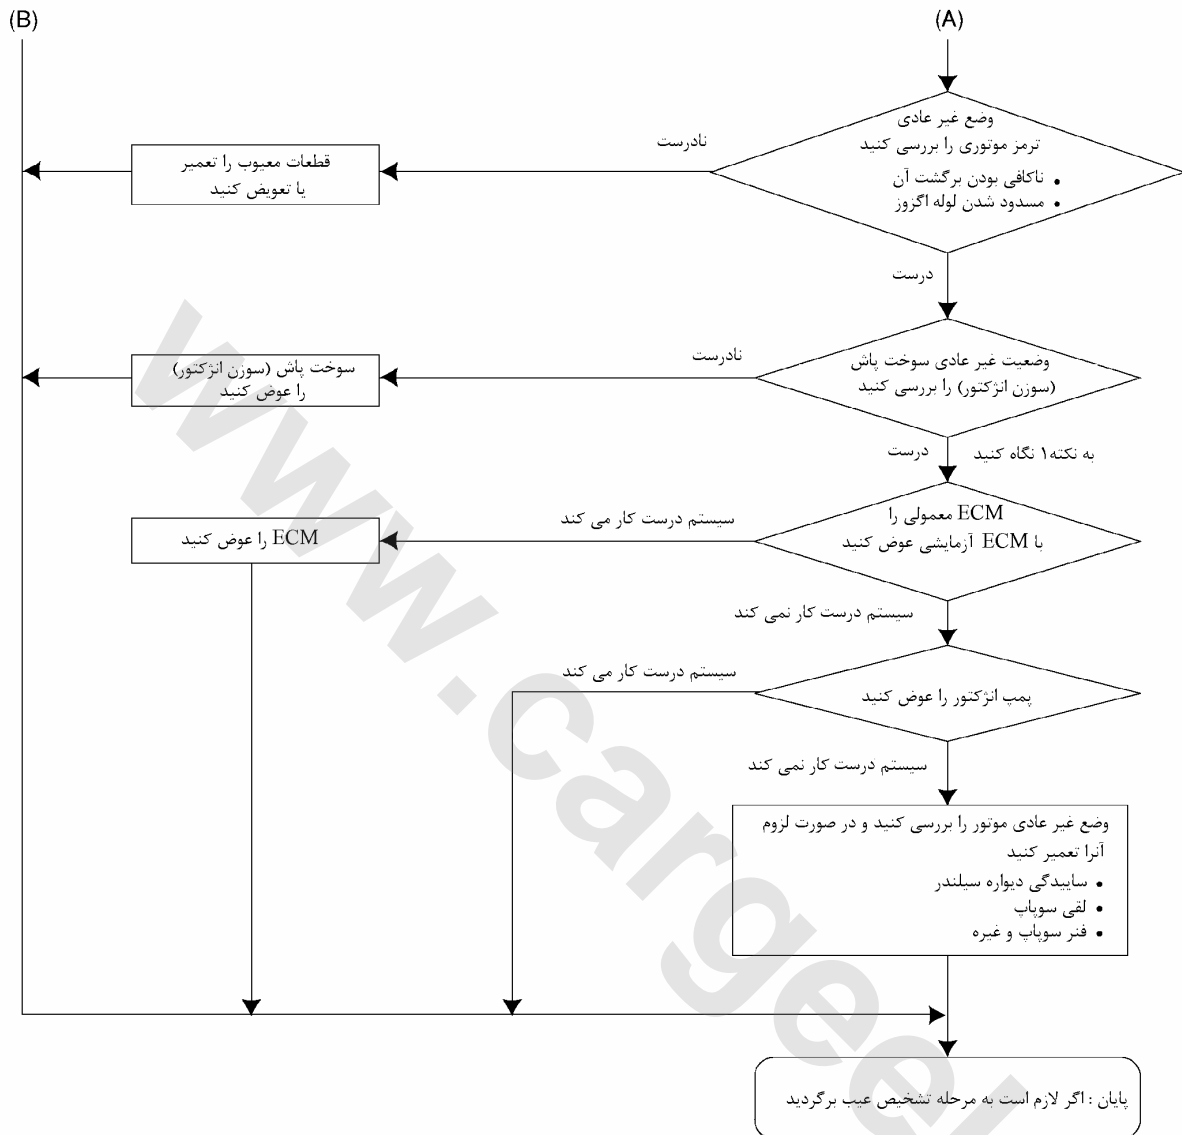 (A)
(B)
وضع غیر عادی
ترمز موتوری را بررسی کنید
• ناکافی بودن برگشت آن
• مسدود شدن لوله اگزوز
نادرست
قطعات معیوب را تعمیر
یا تعویض کنید
درست
وضعیت غیر عادی سوخت پاش
(سوزن انژکتور) را بررسی کنید
نادرست
سوخت پاش (سوزن انژکتور)
را عوض کنید
به نکته۱ نگاه کنید
درست
ECM معمولی را
با ECM آزمایشی عوض کنید
سیستم درست کار می کند
ECM را عوض کنید
سیستم درست کار نمی کند
پمپ انژکتور را عوض کنید
سیستم درست کار می کند
سیستم درست کار نمی کند
وضع غیر عادی موتور را بررسی کنید و در صورت لزوم
آنرا تعمیر کنید
• ساییدگی دیواره سیلندر
• لقی سوپاپ
• فنر سوپاپ و غیره
پایان : اگر لازم است به مرحله تشخیص عیب برگردید
www.cargeel